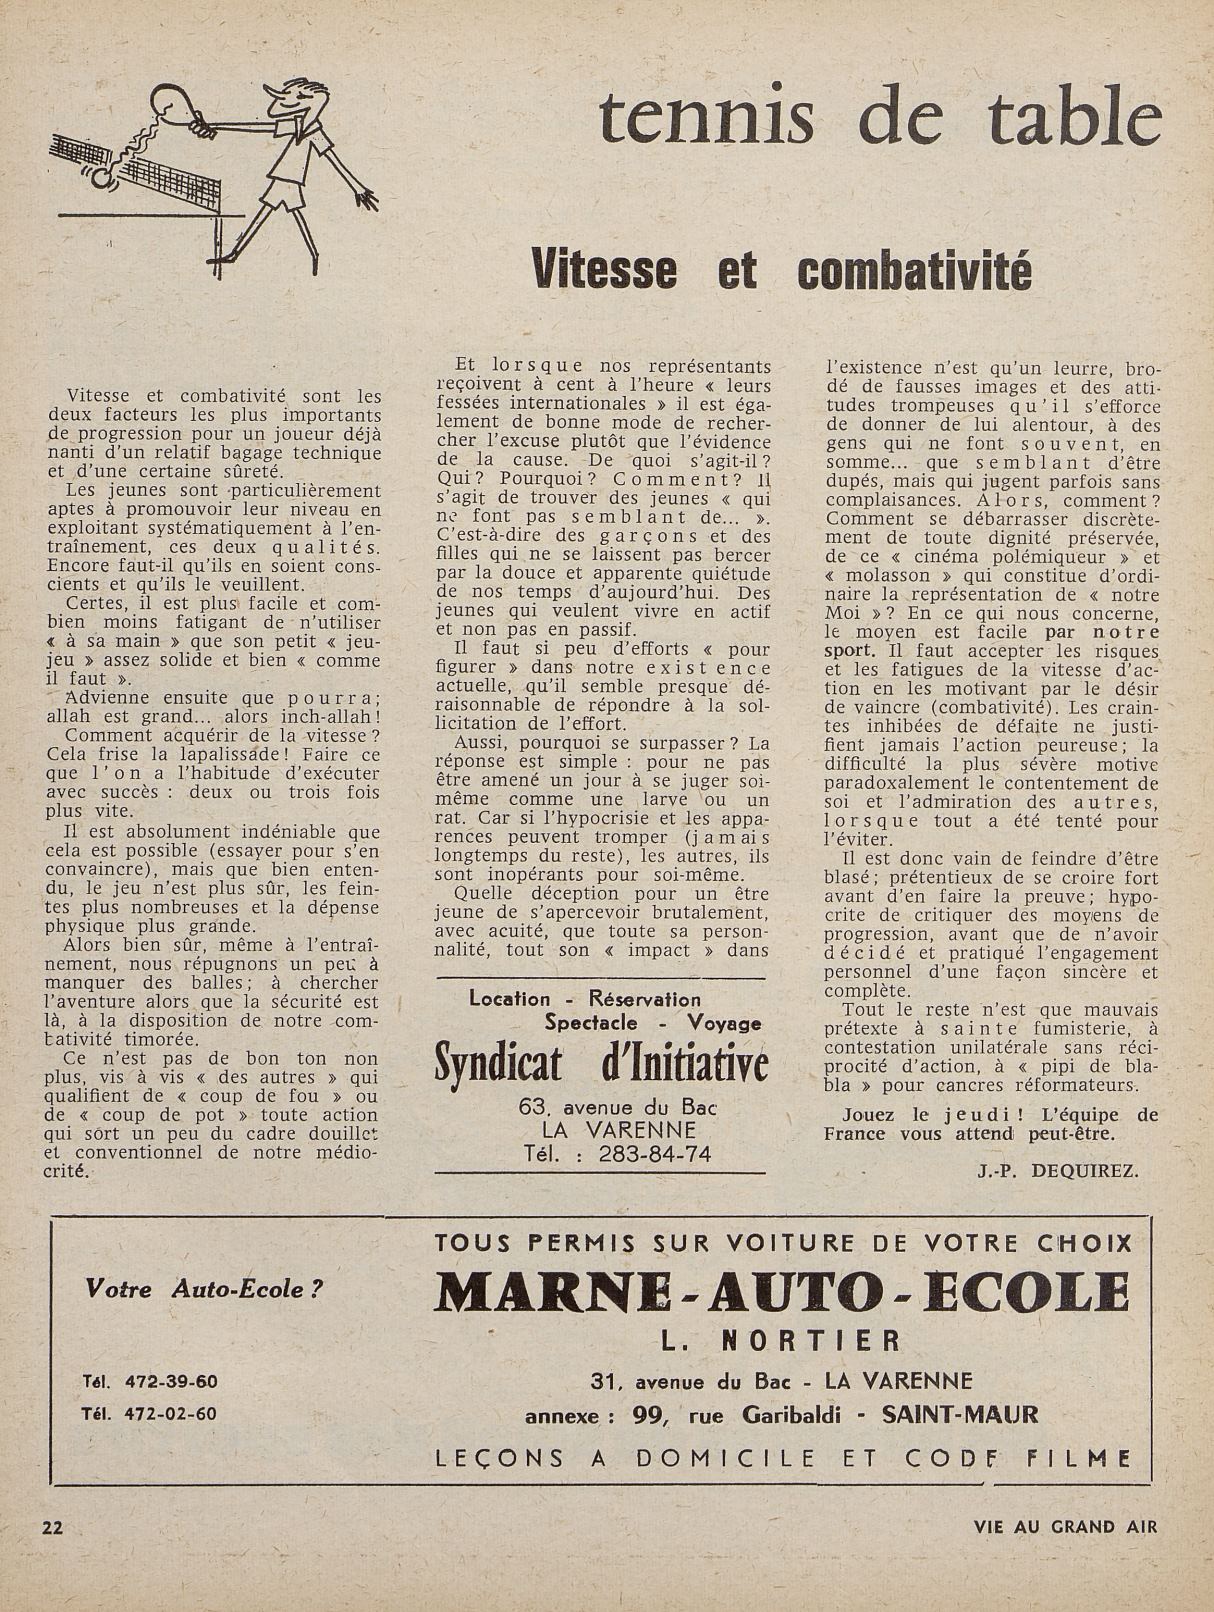 tennis de table
Vitesse et combativité
Vitesse et combativité sont les
deux facteurs les plus importants
de progression pour un joueur déjà
nanti d'un relatif bagage technique
et d'une certaine sûreté.
Les jeunes sont particulièrement
aptes à promouvoir leur niveau en
exploitant systématiquement à l'en-
traînement, ces deux qualités.
Encore faut-il qu'ils en soient cons-
cients et qu'ils le veuillent.
Certes, il est plus facile et com-
bien moins fatigant de n'utiliser
« à sa main » que son petit « jeu-
jeu » assez solide et bien « comme
il faut ».
Advienne ensuite que pourra;
allah est grand... alors inch-allah!
Comment acquérir de la vitesse?
Cela frise la lapalissade! Faire ce
que l'on a l'habitude d'exécuter
avec succès : deux ou trois fois
plus vite.
Il est absolument indéniable que
cela est possible (essayer pour s'en
convaincre), mais que bien enten-
du, le jeu n'est plus sûr, les fein-
tes plus nombreuses et la dépense
physique plus grande.
Alors bien sûr, même à l'entraî-
nement, nous répugnons un peu à
manquer des balles; à chercher
l'aventure alors que la sécurité est
là, à la disposition de notre com-
bativité timorée.
Ce n'est pas de bon ton non
plus, vis à vis « des autres » qui
qualifient de « coup de fou » ou
de « coup de pot » toute action
qui sort un peu du cadre douillet
et conventionnel de notre médio-
crité.
Et lorsque nos représentants
reçoivent à cent à l'heure « leurs
fessées internationales » il est éga-
lement de bonne mode de recher-
cher l'excuse plutôt que l'évidence
de la cause. De quoi s'agit-il?
Qui? Pourquoi? Comment? Il
s'agit de trouver des jeunes « qui
ne font pas semblant de... ».
C'est-à-dire des garçons et des
filles qui ne se laissent pas bercer
par la douce et apparente quiétude
de nos temps d'aujourd'hui. Des
jeunes qui veulent vivre en actif
et non pas en passif.
Il faut si peu d'efforts « pour
figurer » dans notre existence
actuelle, qu'il semble presque dé-
raisonnable de répondre à la sol-
licitation de l'effort.
Aussi, pourquoi se surpasser? La
réponse est simple : pour ne pas
être amené un jour à se juger soi-
même comme une larve ou un
rat. Car si l'hypocrisie et les appa-
rences peuvent tromper (jamais
longtemps du reste), les autres, ils
sont inopérants pour soi-même.
Quelle déception pour un être
jeune de s'apercevoir brutalement,
avec acuité, que toute sa person-
nalité, tout son « impact » dans
Location - Réservation
Spectacle - Voyage
Syndicat d'Initiative
63, avenue du Bac
LA VARENNE
Tél. : 283-84-74
l'existence n'est qu'un leurre, bro-
dé de fausses images et des atti-
tudes trompeuses qu'il s'efforce
de donner de lui alentour, à des
gens qui ne font souvent, en
somme... que semblant d'être
dupés, mais qui jugent parfois sans
complaisances. Alors, comment?
Comment se débarrasser discrète-
ment de toute dignité préservée,
de ce « cinéma polémiqueur » et
« molasson » qui constitue d'ordi-
naire la représentation de « notre
Moi »? En ce qui nous concerne,
le moyen est facile par notre
sport. Il faut accepter les risques
et les fatigues de la vitesse d'ac-
tion en les motivant par le désir
de vaincre (combativité). Les crain-
tes inhibées de défaite ne justi-
fient jamais l'action peureuse; la
difficulté la plus sévère motive
paradoxalement le contentement de
soi et l'admiration des autres,
lorsque tout a été tenté pour
l'éviter.
Il est donc vain de feindre d'être
blasé; prétentieux de se croire fort
avant d'en faire la preuve; hypo-
crite de critiquer des moyens de
progression, avant que de n'avoir
décidé et pratiqué l'engagement
personnel d'une façon sincère et
complète.
Tout le reste n'est que mauvais
prétexte à sainte fumisterie, à
contestation unilatérale sans réci-
procité d'action, à « pipi de bla-
bla » pour cancres réformateurs.
Jouez le jeudi! L'équipe de
France vous attend peut-être.
J.-P. DEQUIREZ.
Votre Auto-Ecole ?
Tél. 472-39-60
Tél. 472-02-60
TOUS PERMIS SUR VOITURE DE VOTRE CHOIX
MARNE - AUTO - ECOLE
L. NORTIER
31, avenue du Bac - LA VARENNE
annexe : 99, rue Garibaldi - SAINT-MAUR
LEÇONS A DOMICILE ET CODE FILME
22
VIE AU GRAND AIR